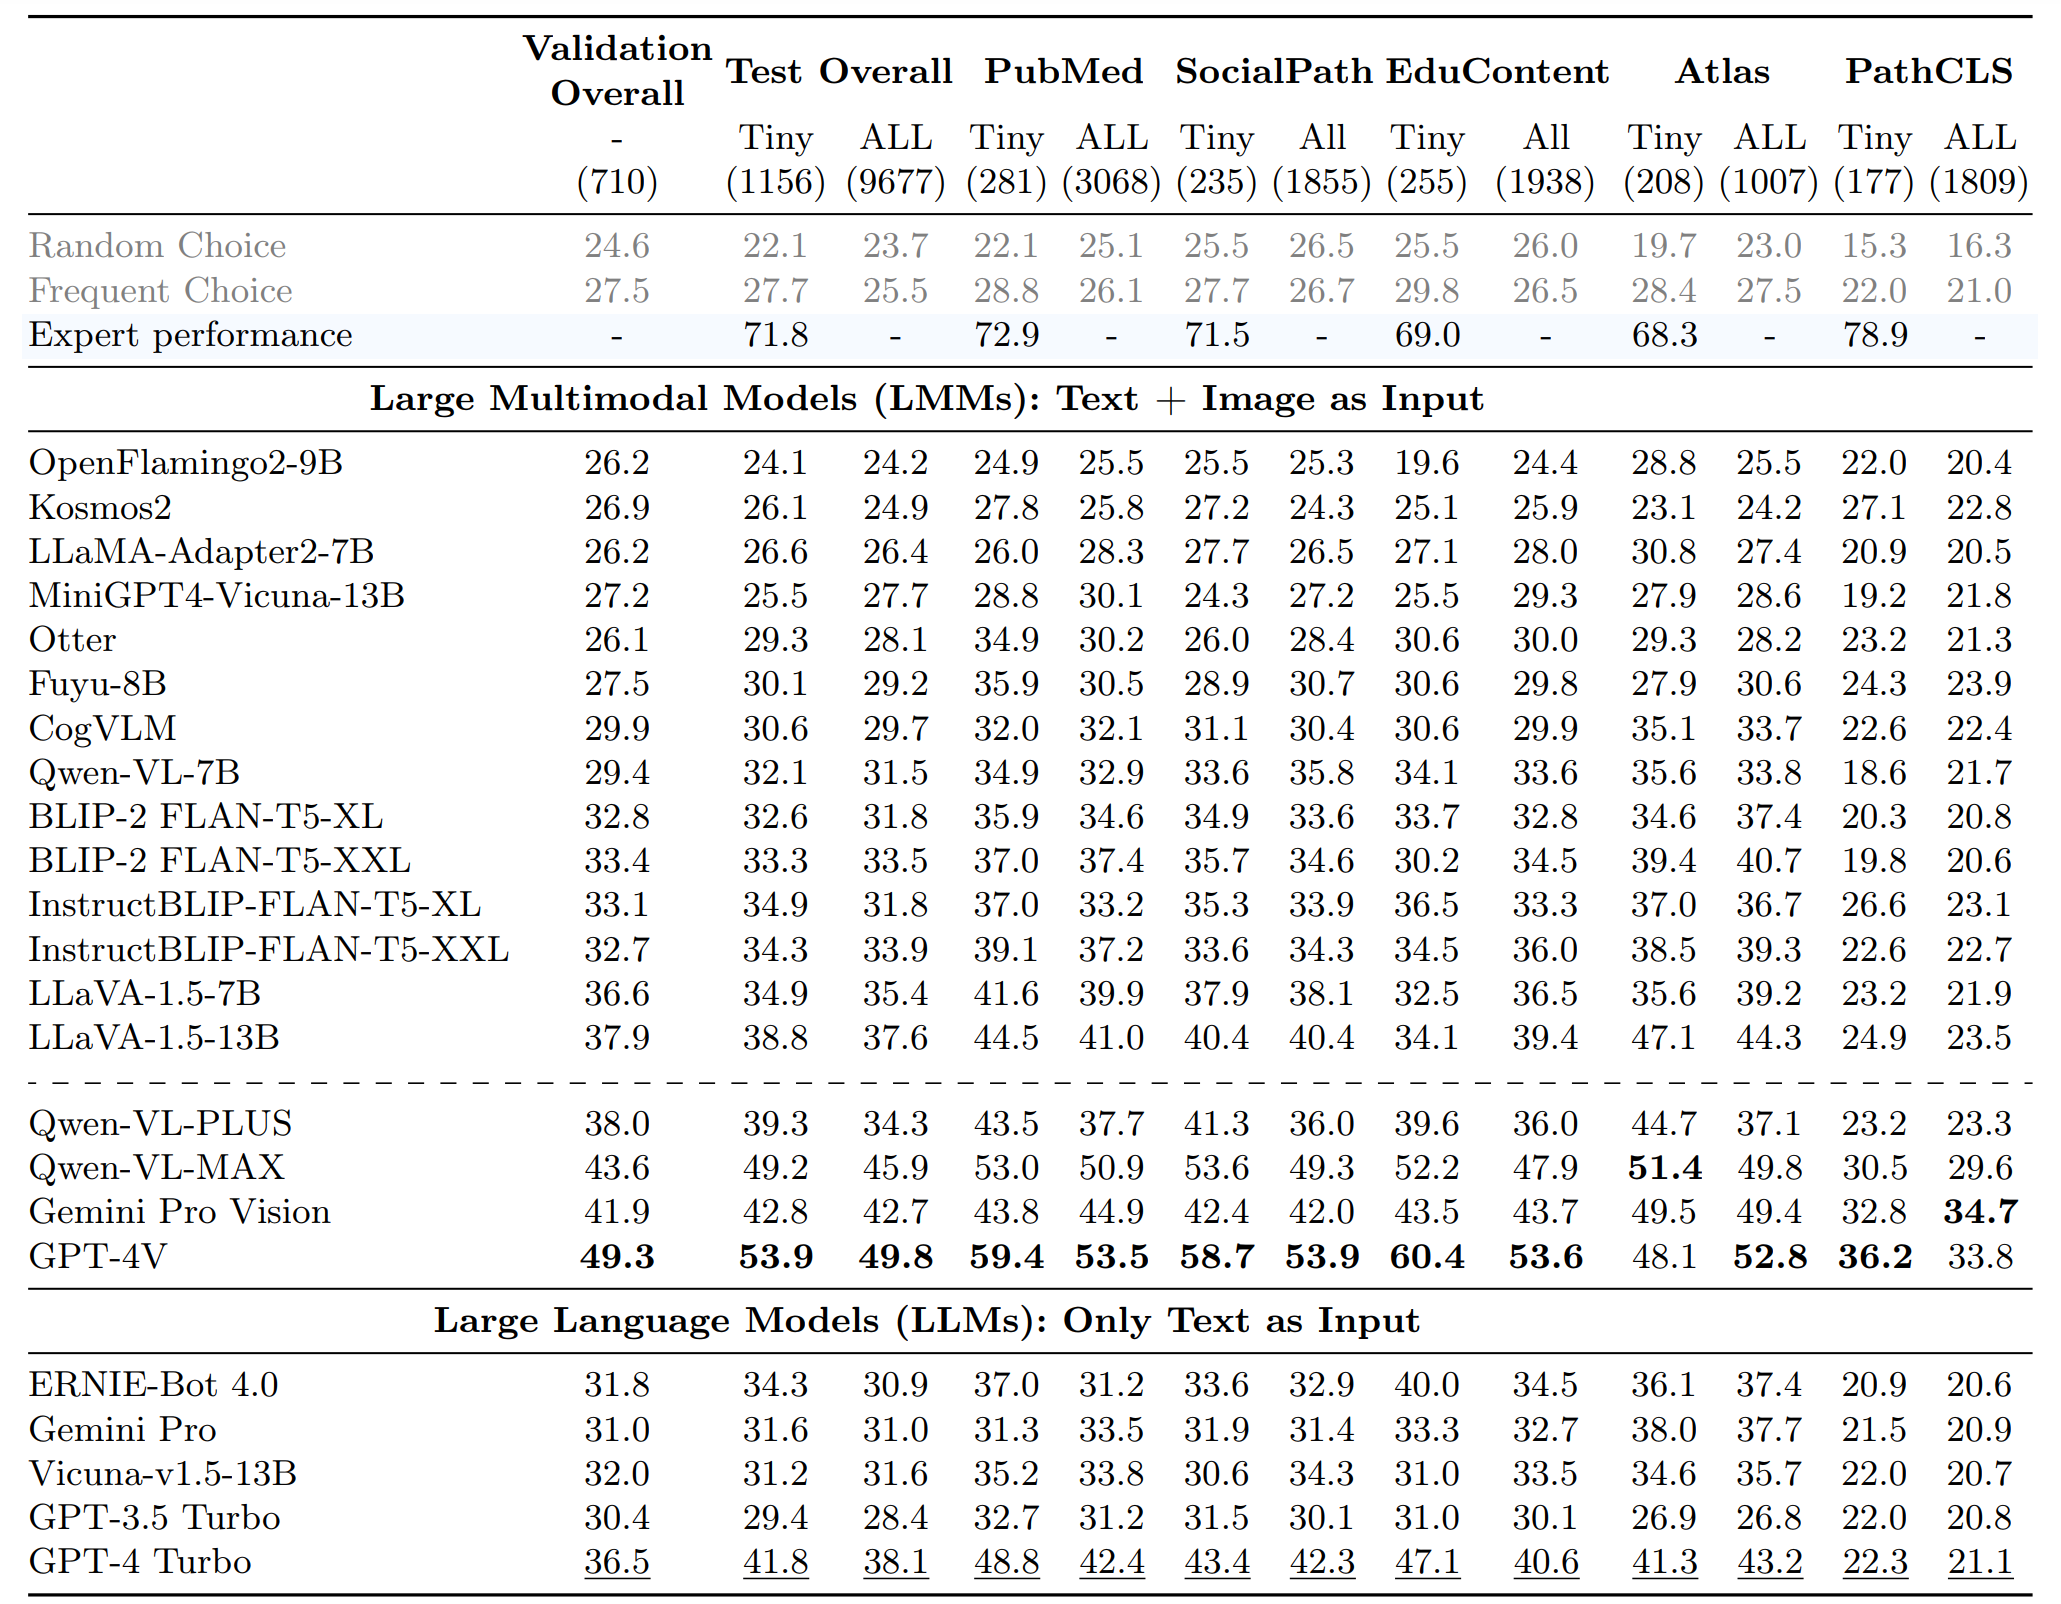 Validation
Overall Test Overall PubMed SocialPath EduContent Atlas PathCLS
- Tiny ALL Tiny ALL Tiny All Tiny All Tiny ALL Tiny ALL
(710) (1156) (9677) (281) (3068) (235) (1855) (255) (1938) (208) (1007) (177) (1809)
Random Choice 24.6 22.1 23.7 22.1 25.1 25.5 26.5 25.5 26.0 19.7 23.0 15.3 16.3
Frequent Choice 27.5 27.7 25.5 28.8 26.1 27.7 26.7 29.8 26.5 28.4 27.5 22.0 21.0
Expert performance - 71.8 - 72.9 - 71.5 - 69.0 - 68.3 - 78.9 -
Large Multimodal Models (LMMs): Text + Image as Input
OpenFlamingo2-9B 26.2 24.1 24.2 24.9 25.5 25.5 25.3 19.6 24.4 28.8 25.5 22.0 20.4
Kosmos2 26.9 26.1 24.9 27.8 25.8 27.2 24.3 25.1 25.9 23.1 24.2 27.1 22.8
LLaMA-Adapter2-7B 26.2 26.6 26.4 26.0 28.3 27.7 26.5 27.1 28.0 30.8 27.4 20.9 20.5
MiniGPT4-Vicuna-13B 27.2 25.5 27.7 28.8 30.1 24.3 27.2 25.5 29.3 27.9 28.6 19.2 21.8
Otter 26.1 29.3 28.1 34.9 30.2 26.0 28.4 30.6 30.0 29.3 28.2 23.2 21.3
Fuyu-8B 27.5 30.1 29.2 35.9 30.5 28.9 30.7 30.6 29.8 27.9 30.6 24.3 23.9
CogVLM 29.9 30.6 29.7 32.0 32.1 31.1 30.4 30.6 29.9 35.1 33.7 22.6 22.4
Qwen-VL-7B 29.4 32.1 31.5 34.9 32.9 33.6 35.8 34.1 33.6 35.6 33.8 18.6 21.7
BLIP-2 FLAN-T5-XL 32.8 32.6 31.8 35.9 34.6 34.9 33.6 33.7 32.8 34.6 37.4 20.3 20.8
BLIP-2 FLAN-T5-XXL 33.4 33.3 33.5 37.0 37.4 35.7 34.6 30.2 34.5 39.4 40.7 19.8 20.6
InstructBLIP-FLAN-T5-XL 33.1 34.9 31.8 37.0 33.2 35.3 33.9 36.5 33.3 37.0 36.7 26.6 23.1
InstructBLIP-FLAN-T5-XXL 32.7 34.3 33.9 39.1 37.2 33.6 34.3 34.5 36.0 38.5 39.3 22.6 22.7
LLaVA-1.5-7B 36.6 34.9 35.4 41.6 39.9 37.9 38.1 32.5 36.5 35.6 39.2 23.2 21.9
LLaVA-1.5-13B 37.9 38.8 37.6 44.5 41.0 40.4 40.4 34.1 39.4 47.1 44.3 24.9 23.5
Qwen-VL-PLUS 38.0 39.3 34.3 43.5 37.7 41.3 36.0 39.6 36.0 44.7 37.1 23.2 23.3
Qwen-VL-MAX 43.6 49.2 45.9 53.0 50.9 53.6 49.3 52.2 47.9 51.4 49.8 30.5 29.6
Gemini Pro Vision 41.9 42.8 42.7 43.8 44.9 42.4 42.0 43.5 43.7 49.5 49.4 32.8 34.7
GPT-4V 49.3 53.9 49.8 59.4 53.5 58.7 53.9 60.4 53.6 48.1 52.8 36.2 33.8
Large Language Models (LLMs): Only Text as Input
ERNIE-Bot 4.0 31.8 34.3 30.9 37.0 31.2 33.6 32.9 40.0 34.5 36.1 37.4 20.9 20.6
Gemini Pro 31.0 31.6 31.0 31.3 33.5 31.9 31.4 33.3 32.7 38.0 37.7 21.5 20.9
Vicuna-v1.5-13B 32.0 31.2 31.6 35.2 33.8 30.6 34.3 31.0 33.5 34.6 35.7 22.0 20.7
GPT-3.5 Turbo 30.4 29.4 28.4 32.7 31.2 31.5 30.1 31.0 30.1 26.9 26.8 22.0 20.8
GPT-4 Turbo 36.5 41.8 38.1 48.8 42.4 43.4 42.3 47.1 40.6 41.3 43.2 22.3 21.1